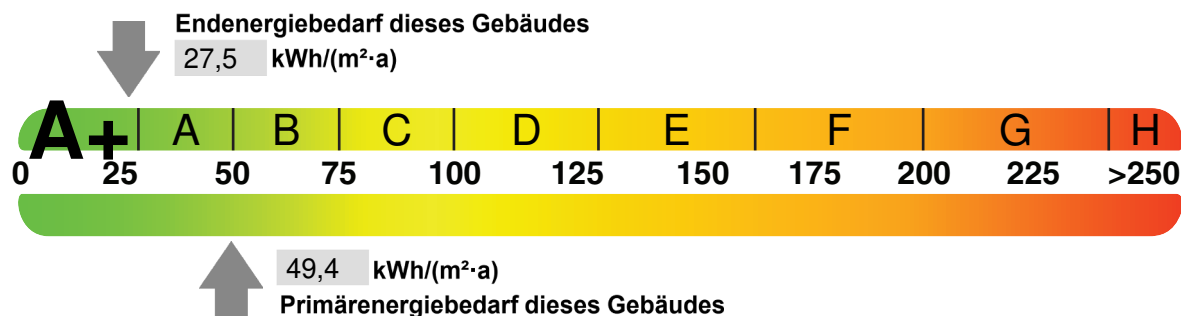 Endenergiebedarf dieses Gebäudes
27,5 kWh/(m²·a)
A+ A B C D E F G H
0 25 50 75 100 125 150 175 200 225 >250
49,4 kWh/(m²·a)
Primärenergiebedarf dieses Gebäudes